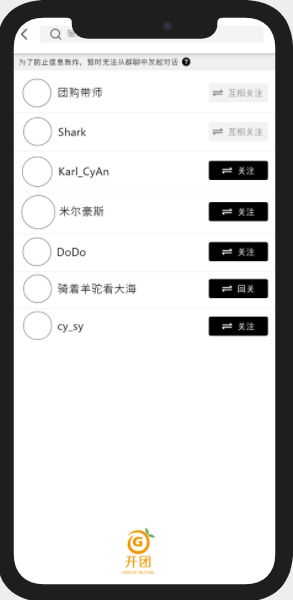 为了防止信息轰炸，暂时无法从群聊中发起对话 ?
团购带师 互相关注
Shark 互相关注
Karl_CyAn 关注
米尔豪斯 关注
DoDo 关注
骑着羊驼看大海 回关
cy_sy 关注
G
开团